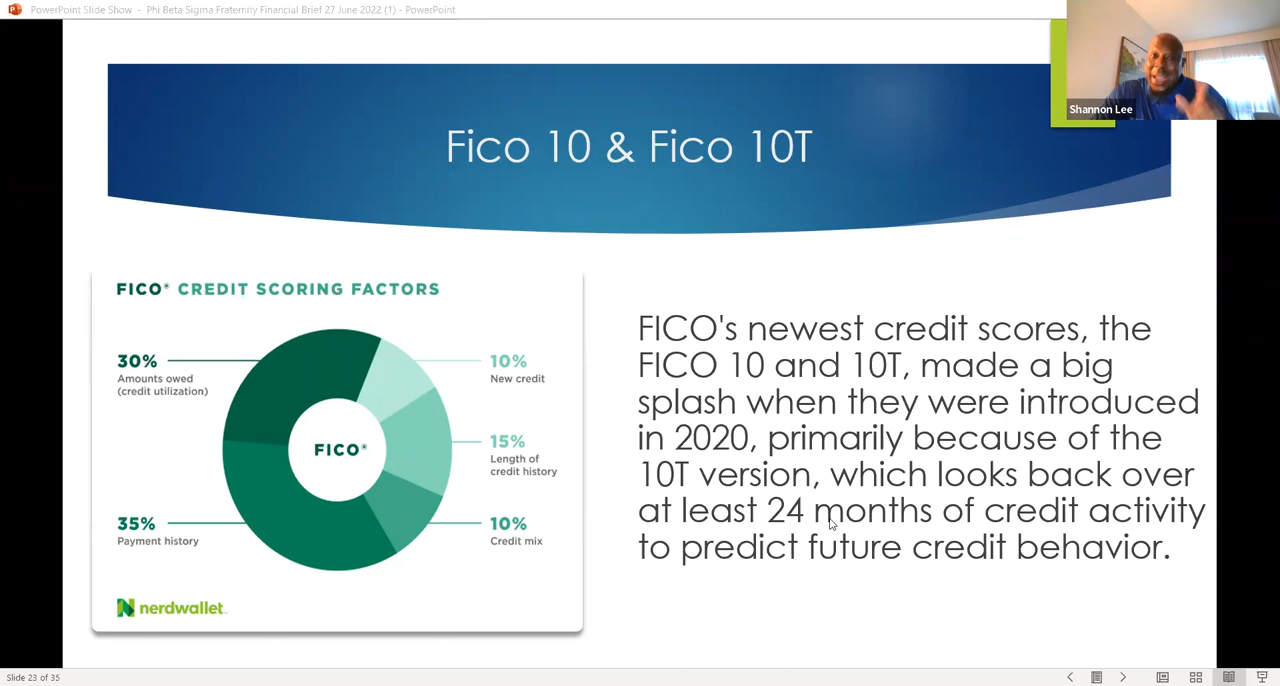 PowerPoint Slide Show - Phi Beta Sigma Fraternity Financial Brief 27 June 2022 (1) - PowerPoint
Shannon Lee
Fico 10 & Fico 10T
FICO® CREDIT SCORING FACTORS
30%
Amounts owed
(credit utilization)
35%
Payment history
FICO®
10%
New credit
15%
Length of
credit history
10%
Credit mix
nerdwallet
FICO's newest credit scores, the
FICO 10 and 10T, made a big
splash when they were introduced
in 2020, primarily because of the
10T version, which looks back over
at least 24 months of credit activity
to predict future credit behavior.
Slide 23 of 35